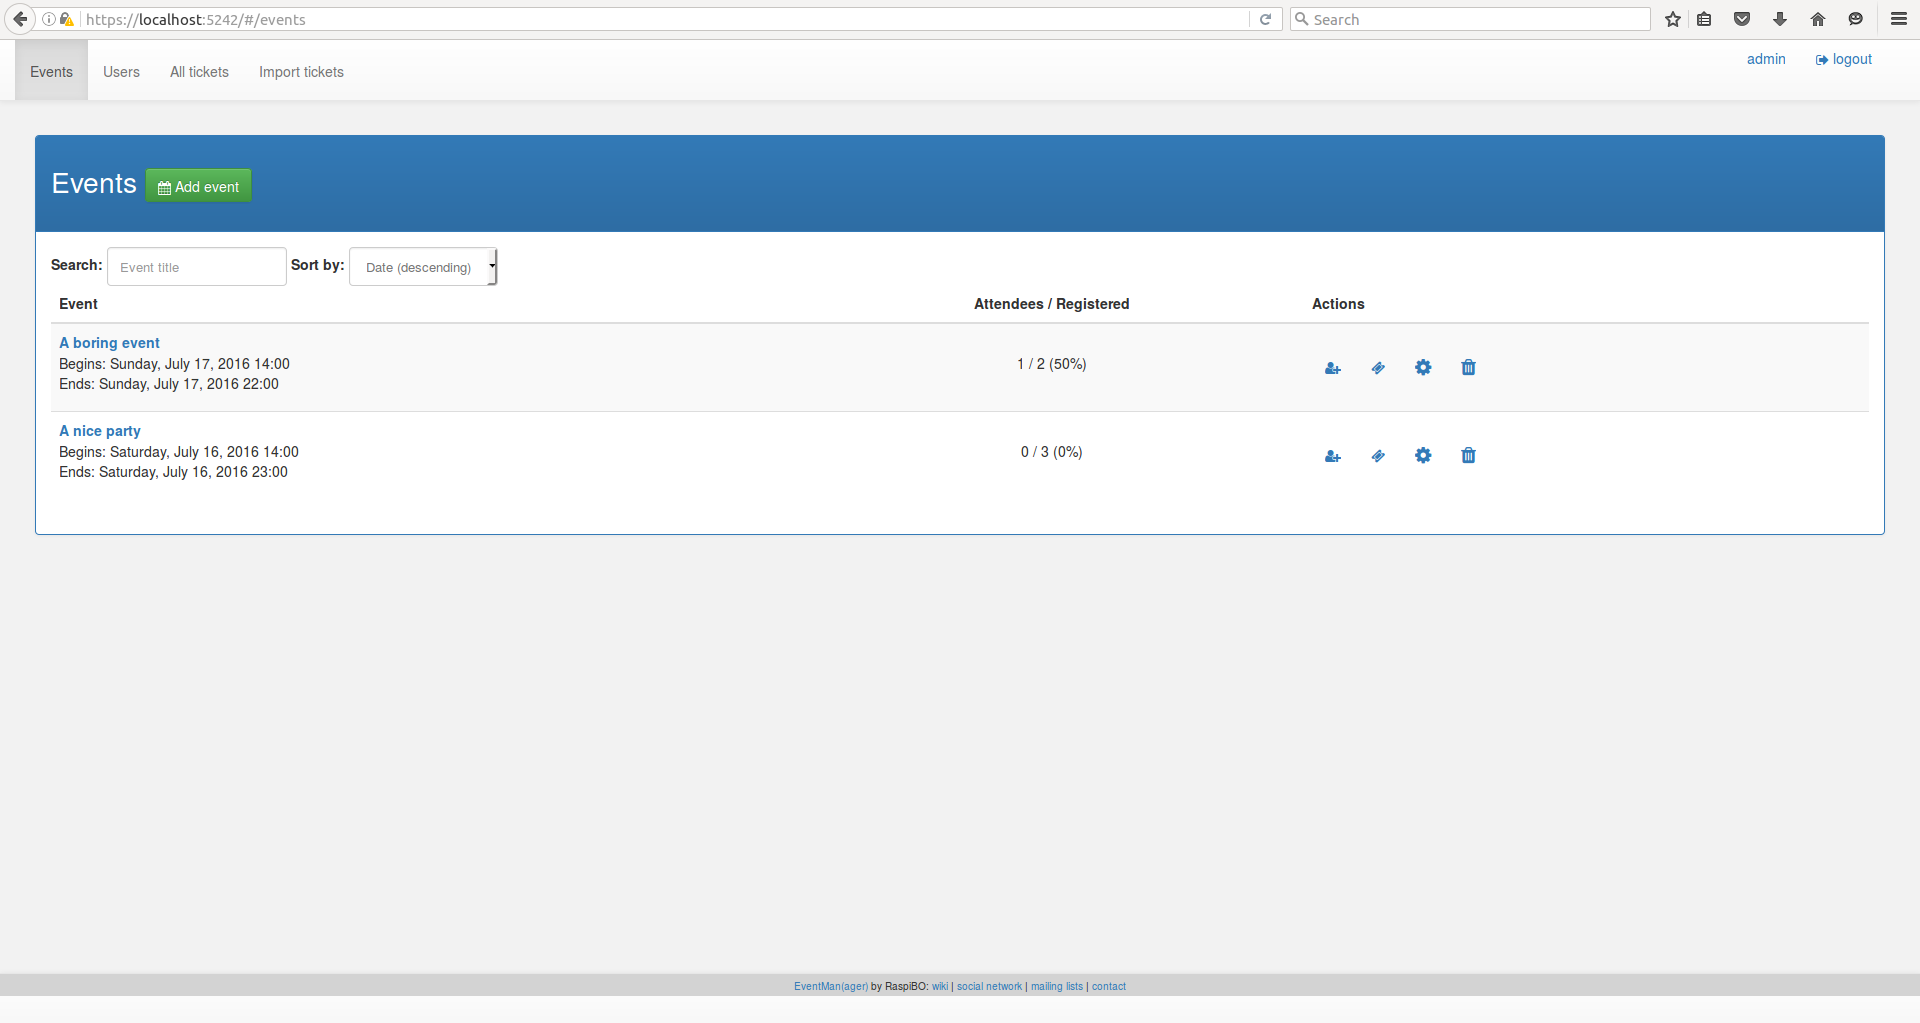 https://localhost:5242/#/events
Search
Events Users All tickets Import tickets
admin logout
Events Add event
Search: Event title Sort by: Date (descending)
Event Attendees / Registered Actions
A boring event
Begins: Sunday, July 17, 2016 14:00 1 / 2 (50%)
Ends: Sunday, July 17, 2016 22:00
A nice party
Begins: Saturday, July 16, 2016 14:00 0 / 3 (0%)
Ends: Saturday, July 16, 2016 23:00
EventMan(ager) by RaspiBO: wiki | social network | mailing lists | contact